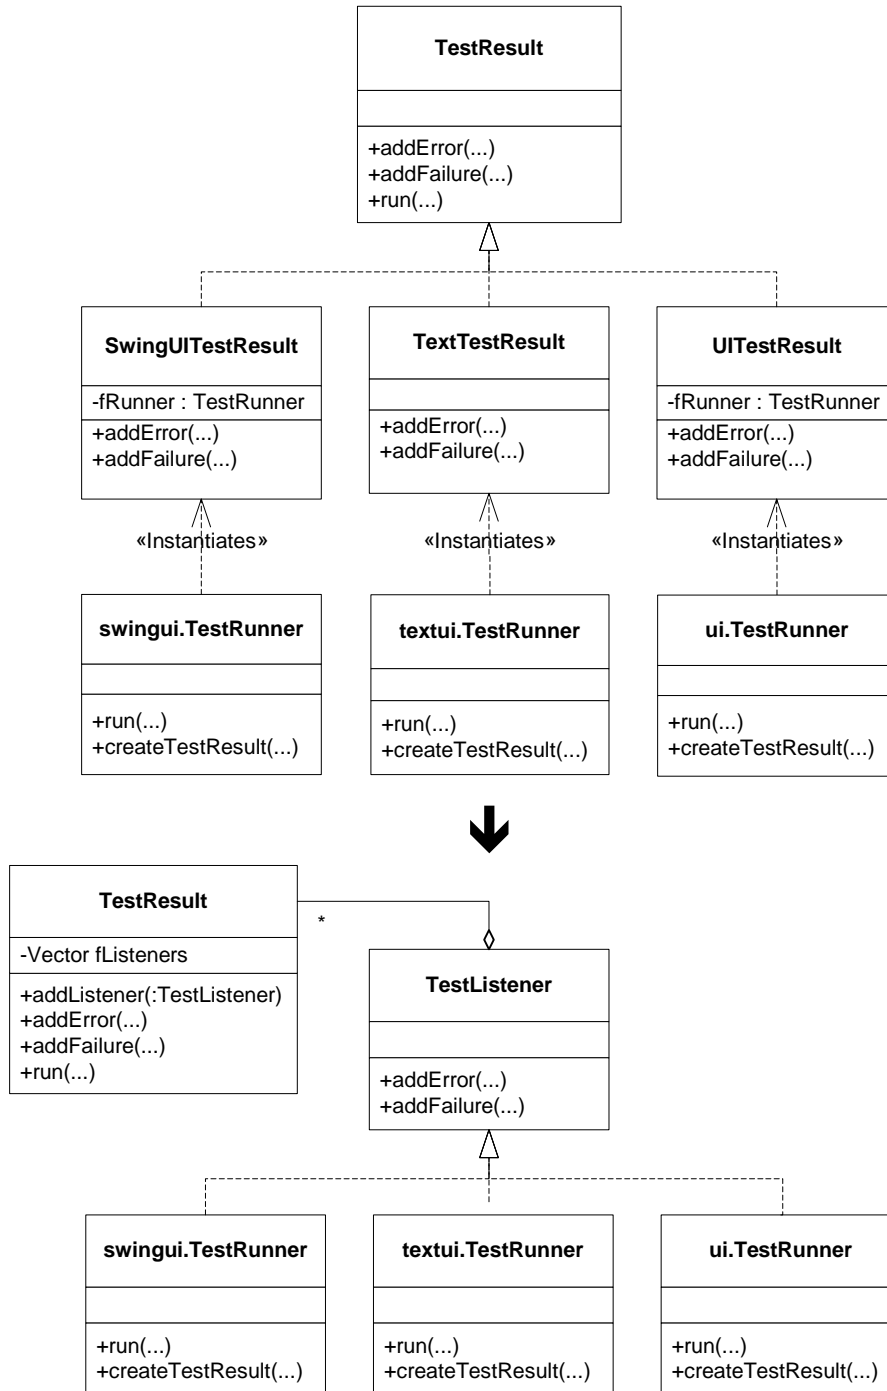 TestResult
+addError(...)
+addFailure(...)
+run(...)
SwingUITestResult
-fRunner : TestRunner
+addError(...)
+addFailure(...)
TextTestResult
+addError(...)
+addFailure(...)
UITestResult
-fRunner : TestRunner
+addError(...)
+addFailure(...)
«Instantiates»
«Instantiates»
«Instantiates»
swingui.TestRunner
+run(...)
+createTestResult(...)
textui.TestRunner
+run(...)
+createTestResult(...)
ui.TestRunner
+run(...)
+createTestResult(...)
TestResult
-Vector fListeners
+addListener(:TestListener)
+addError(...)
+addFailure(...)
+run(...)
*
TestListener
+addError(...)
+addFailure(...)
swingui.TestRunner
+run(...)
+createTestResult(...)
textui.TestRunner
+run(...)
+createTestResult(...)
ui.TestRunner
+run(...)
+createTestResult(...)